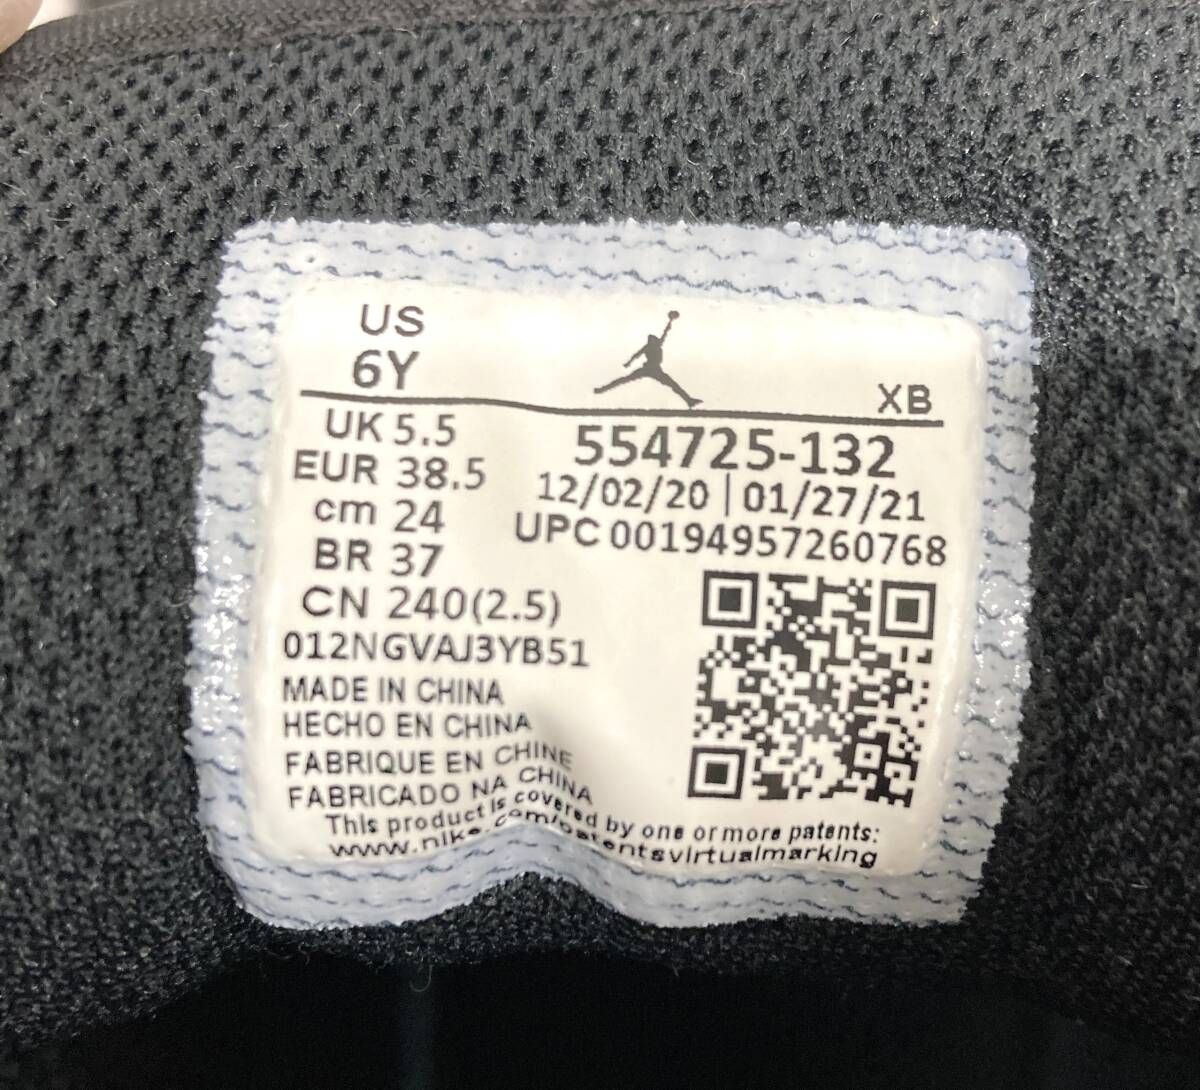 US
6Y
XB
UK 5.5
EUR 38.5
cm 24
BR 37
CN 240(2.5)
012NGVAJ3YB51
554725-132
12/02/20 | 01/27/21
UPC 00194957260768
MADE IN CHINA
HECHO EN CHINA
FABRIQUE EN CHINE
FABRICADO NA CHINA
This product is covered by one or more patents:
www.nike.com/patentsvirtualmarking